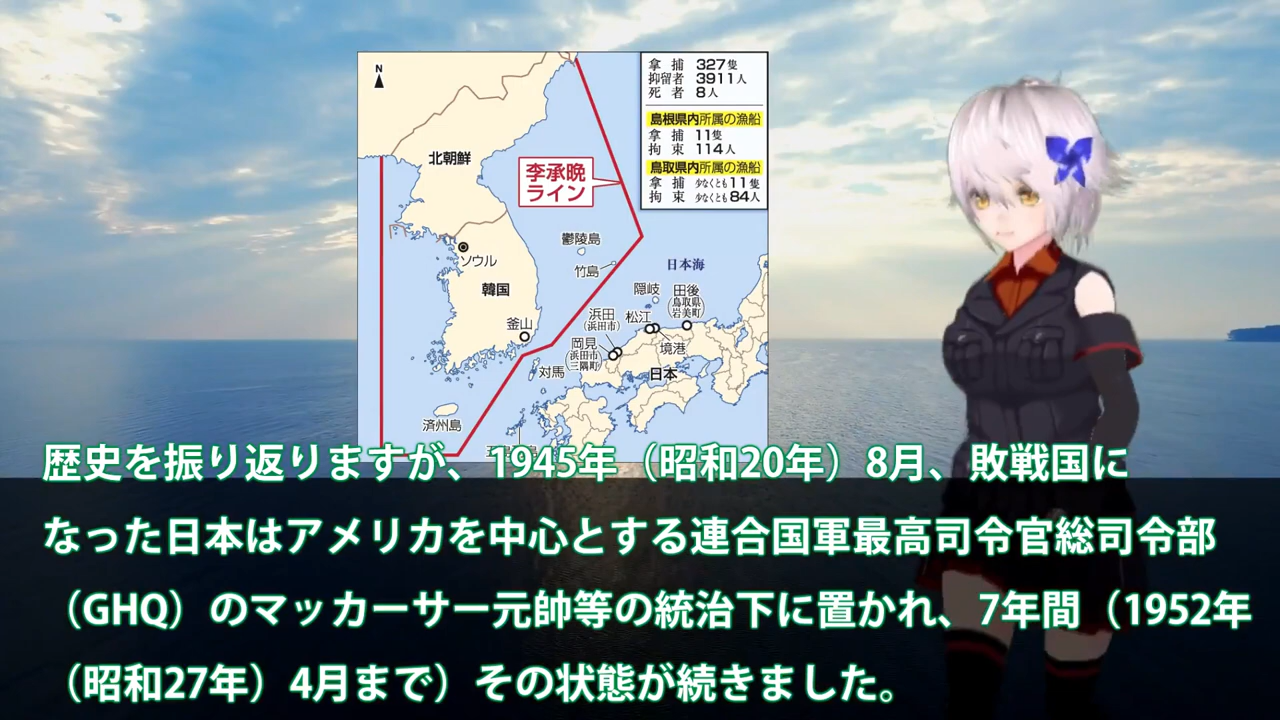 N
北朝鮮
李承晩
ライン
ソウル
韓国
釜山
鬱陵島
竹島
日本海
隠岐
田後
(鳥取県
岩美町)
浜田
(浜田市)
松江
岡見
(浜田市
三隅町)
境港
対馬
日本
済州島
拿捕 327隻
抑留者 3911人
死者 8人
島根県内所属の漁船
拿捕 11隻
拘束 114人
鳥取県内所属の漁船
拿捕 少なくとも11隻
拘束 少なくとも84人
歴史を振り返りますが、1945年（昭和20年）8月、敗戦国に
なった日本はアメリカを中心とする連合国軍最高司令官総司令部
（GHQ）のマッカーサー元帥等の統治下に置かれ、7年間（1952年
（昭和27年）4月まで）その状態が続きました。